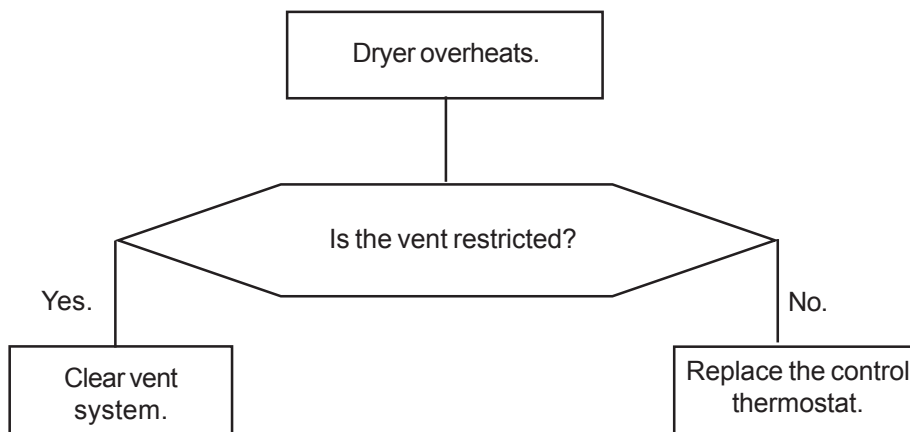 Dryer overheats.
Is the vent restricted?
Yes.
No.
Clear vent
system.
Replace the control
thermostat.